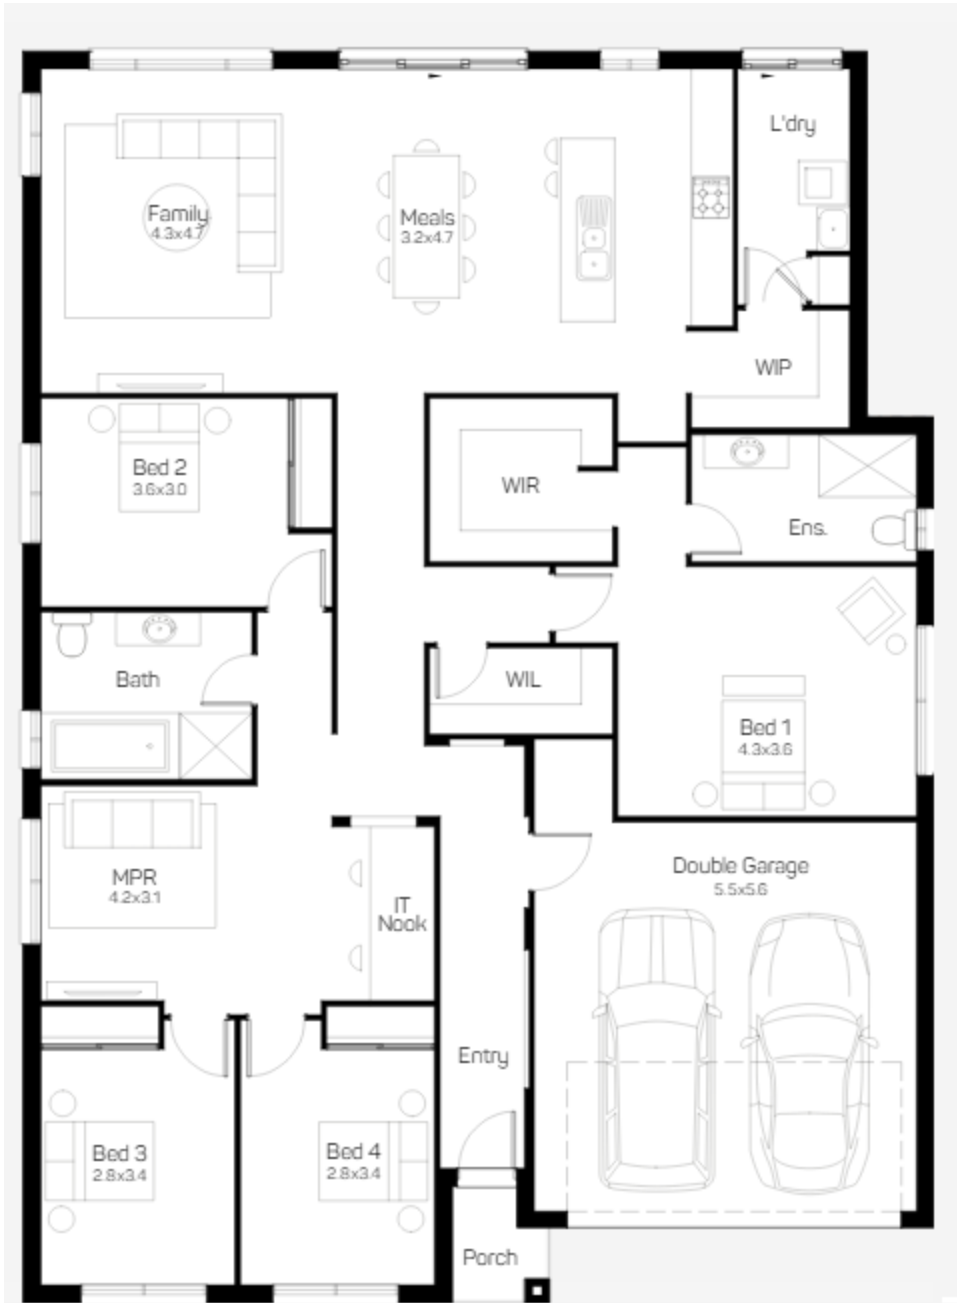 L'dry
Family
4.3x4.7
Meals
3.2x4.7
WIP
Bed 2
3.6x3.0
WIR
Ens.
Bath
WIL
Bed 1
4.3x3.6
MPR
4.2x3.1
IT
Nook
Double Garage
5.5x5.6
Entry
Bed 3
2.8x3.4
Bed 4
2.8x3.4
Porch